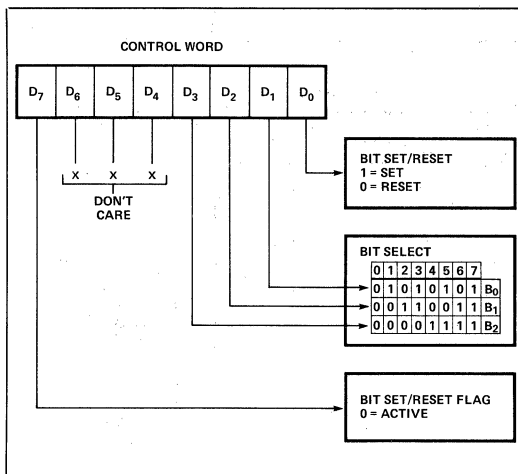 CONTROL WORD
D7 D6 D5 D4 D3 D2 D1 D0
X X X
DON'T
CARE
BIT SET/RESET
1 = SET
0 = RESET
BIT SELECT
0 1 2 3 4 5 6 7
0 1 0 1 0 1 0 1 B0
0 0 1 1 0 0 1 1 B1
0 0 0 0 1 1 1 1 B2
BIT SET/RESET FLAG
0 = ACTIVE